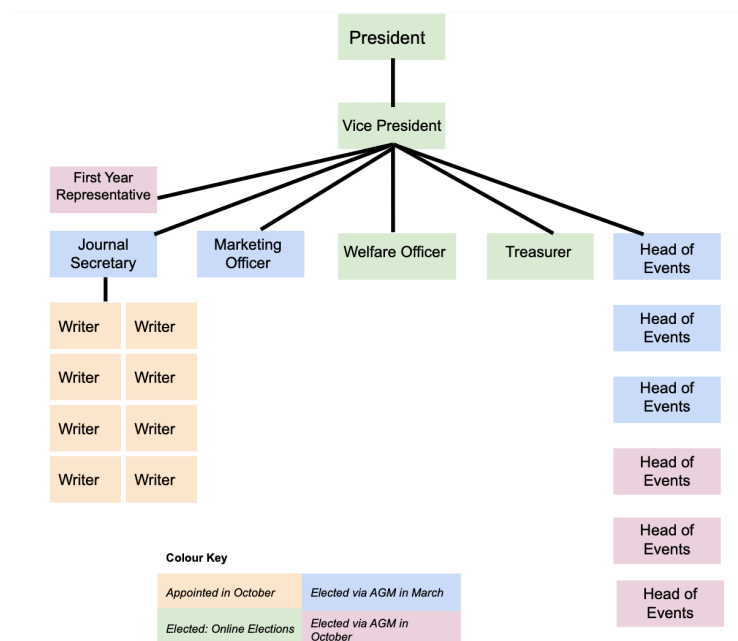 President
Vice President
First Year
Representative
Journal
Secretary
Marketing
Officer
Welfare Officer
Treasurer
Head of
Events
Writer
Writer
Head of
Events
Writer
Writer
Head of
Events
Writer
Writer
Head of
Events
Writer
Writer
Head of
Events
Head of
Events
Colour Key
Appointed in October
Elected via AGM in March
Elected: Online Elections
Elected via AGM in
October